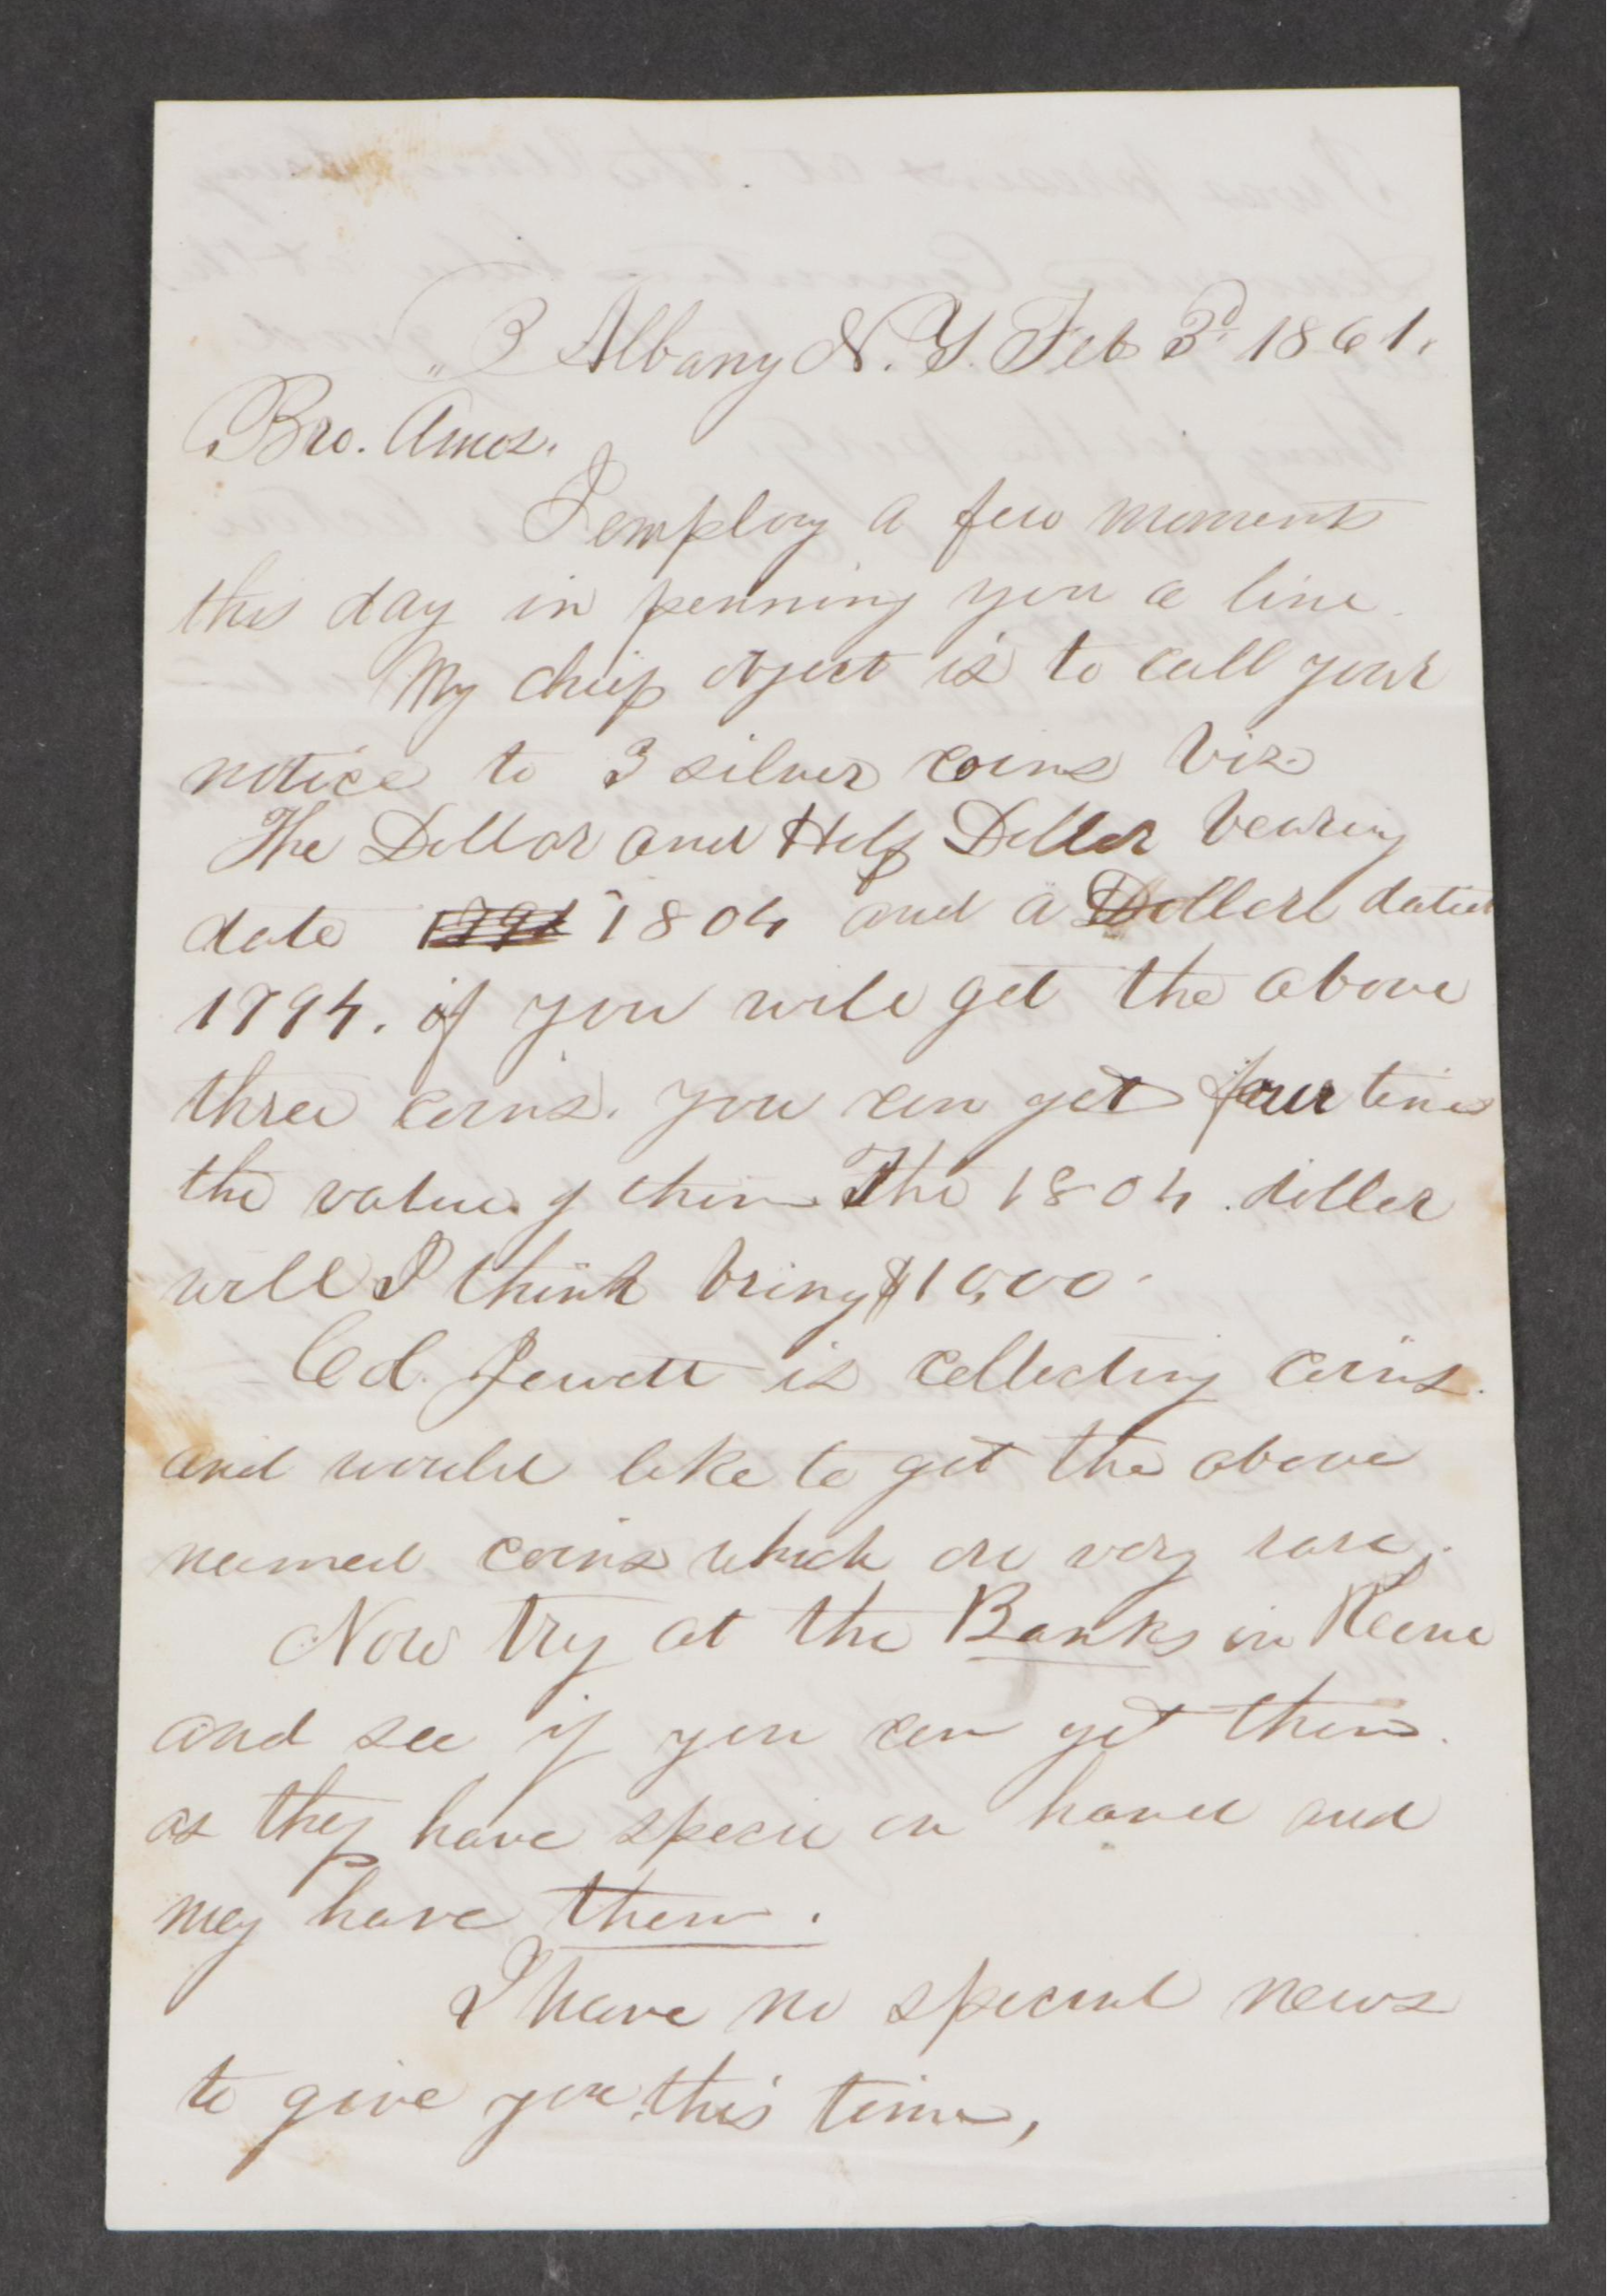 Albany N.Y. Feb 3d 1861.
Bro. Amos.
I employ a few moments
this day in penning you a line.
My chief object is to call your
notice to 3 silver coins viz
The Dollar and Half Dollar bearing
date 1794 1804 and a Dollar dated
1794. if you will get the above
three coins. you can get four times
the value of them The 1804 dollar
will I think bring $10,00
Col. Jewett is collecting coins.
and would like to get the above
named coins which are very rare.
Now try at the Banks in Keene
and see if you can get them.
as they have specie on hand and
may have them.
I have no special news
to give you this time,